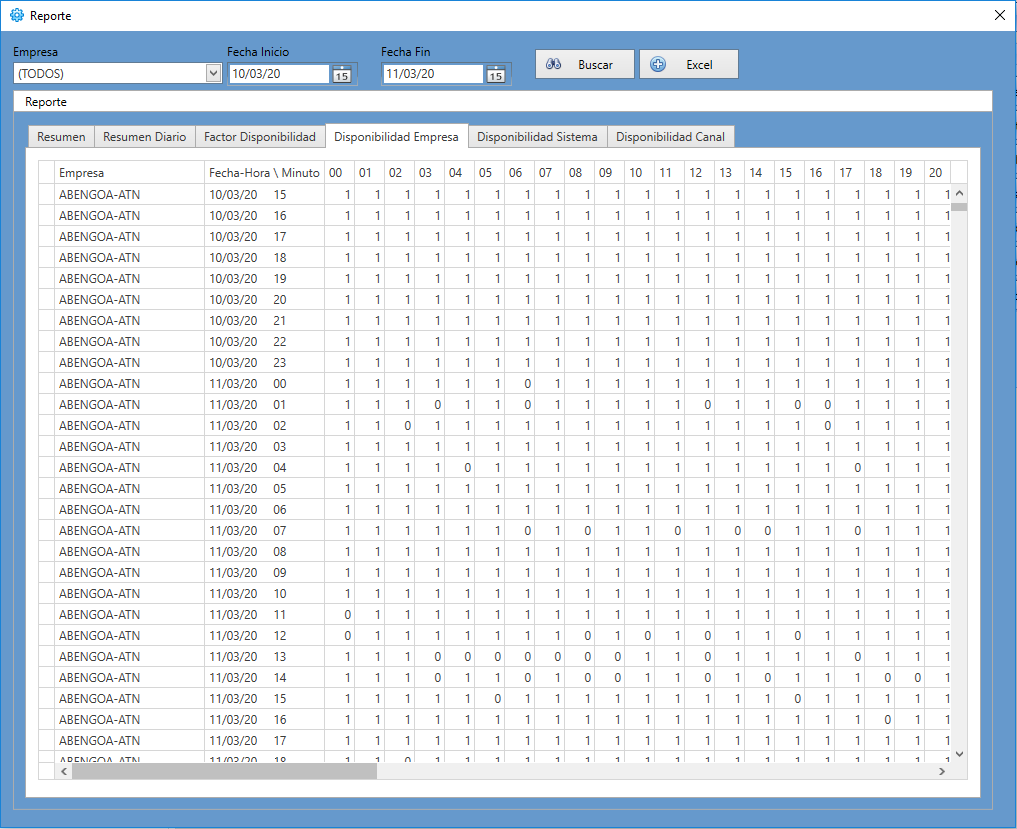 Reporte
Empresa Fecha Inicio Fecha Fin
(TODOS) 10/03/20 15 11/03/20 15 Buscar Excel
Reporte
Resumen Resumen Diario Factor Disponibilidad Disponibilidad Empresa Disponibilidad Sistema Disponibilidad Canal
Empresa Fecha-Hora \ Minuto 00 01 02 03 04 05 06 07 08 09 10 11 12 13 14 15 16 17 18 19 20
ABENGOA-ATN 10/03/20 15 1 1 1 1 1 1 1 1 1 1 1 1 1 1 1 1 1 1 1 1 1
ABENGOA-ATN 10/03/20 16 1 1 1 1 1 1 1 1 1 1 1 1 1 1 1 1 1 1 1 1 1
ABENGOA-ATN 10/03/20 17 1 1 1 1 1 1 1 1 1 1 1 1 1 1 1 1 1 1 1 1 1
ABENGOA-ATN 10/03/20 18 1 1 1 1 1 1 1 1 1 1 1 1 1 1 1 1 1 1 1 1 1
ABENGOA-ATN 10/03/20 19 1 1 1 1 1 1 1 1 1 1 1 1 1 1 1 1 1 1 1 1 1
ABENGOA-ATN 10/03/20 20 1 1 1 1 1 1 1 1 1 1 1 1 1 1 1 1 1 1 1 1 1
ABENGOA-ATN 10/03/20 21 1 1 1 1 1 1 1 1 1 1 1 1 1 1 1 1 1 1 1 1 1
ABENGOA-ATN 10/03/20 22 1 1 1 1 1 1 1 1 1 1 1 1 1 1 1 1 1 1 1 1 1
ABENGOA-ATN 10/03/20 23 1 1 1 1 1 1 1 1 1 1 1 1 1 1 1 1 1 1 1 1 1
ABENGOA-ATN 11/03/20 00 1 1 1 1 1 1 0 1 1 1 1 1 1 1 1 1 1 1 1 1 1
ABENGOA-ATN 11/03/20 01 1 1 1 0 1 1 0 1 1 1 1 1 0 1 1 0 0 1 1 1 1
ABENGOA-ATN 11/03/20 02 1 1 0 1 1 1 1 1 1 1 1 1 1 1 1 1 0 1 1 1 1
ABENGOA-ATN 11/03/20 03 1 1 1 1 1 1 1 1 1 1 1 1 1 1 1 1 1 1 1 1 1
ABENGOA-ATN 11/03/20 04 1 1 1 1 0 1 1 1 1 1 1 1 1 1 1 1 1 0 1 1 1
ABENGOA-ATN 11/03/20 05 1 1 1 1 1 1 1 1 1 1 1 1 1 1 1 1 1 1 1 1 1
ABENGOA-ATN 11/03/20 06 1 1 1 1 1 1 1 1 1 1 1 1 1 1 1 1 1 1 1 1 1
ABENGOA-ATN 11/03/20 07 1 1 1 1 1 1 0 1 0 1 1 0 1 0 0 1 1 0 1 1 1
ABENGOA-ATN 11/03/20 08 1 1 1 1 1 1 1 1 1 1 1 1 1 1 1 1 1 1 1 1 1
ABENGOA-ATN 11/03/20 09 1 1 1 1 1 1 1 1 1 1 1 1 1 1 1 1 1 1 1 1 1
ABENGOA-ATN 11/03/20 10 1 1 1 1 1 1 1 1 1 1 1 1 1 1 1 1 1 1 1 1 1
ABENGOA-ATN 11/03/20 11 0 1 1 1 1 1 1 1 1 1 1 1 1 1 1 1 1 1 1 1 1
ABENGOA-ATN 11/03/20 12 0 1 1 1 1 1 1 1 0 1 0 1 0 1 1 0 1 1 1 1 1
ABENGOA-ATN 11/03/20 13 1 1 1 0 0 0 0 0 0 0 1 1 0 1 1 1 1 0 1 1 1
ABENGOA-ATN 11/03/20 14 1 1 1 0 1 1 0 1 0 0 1 1 0 1 0 1 1 1 0 0 1
ABENGOA-ATN 11/03/20 15 1 1 1 1 1 0 1 1 1 1 1 1 1 1 1 0 1 1 1 1 1
ABENGOA-ATN 11/03/20 16 1 1 1 1 1 1 1 1 1 1 1 1 1 1 1 1 1 1 0 1 1
ABENGOA-ATN 11/03/20 17 1 1 1 1 1 1 1 1 1 1 1 1 1 1 1 1 1 1 1 1 1
ABENGOA-ATN 11/03/20 18 1 1 0 1 1 1 1 1 1 1 1 1 1 1 1 1 1 1 1 1 1